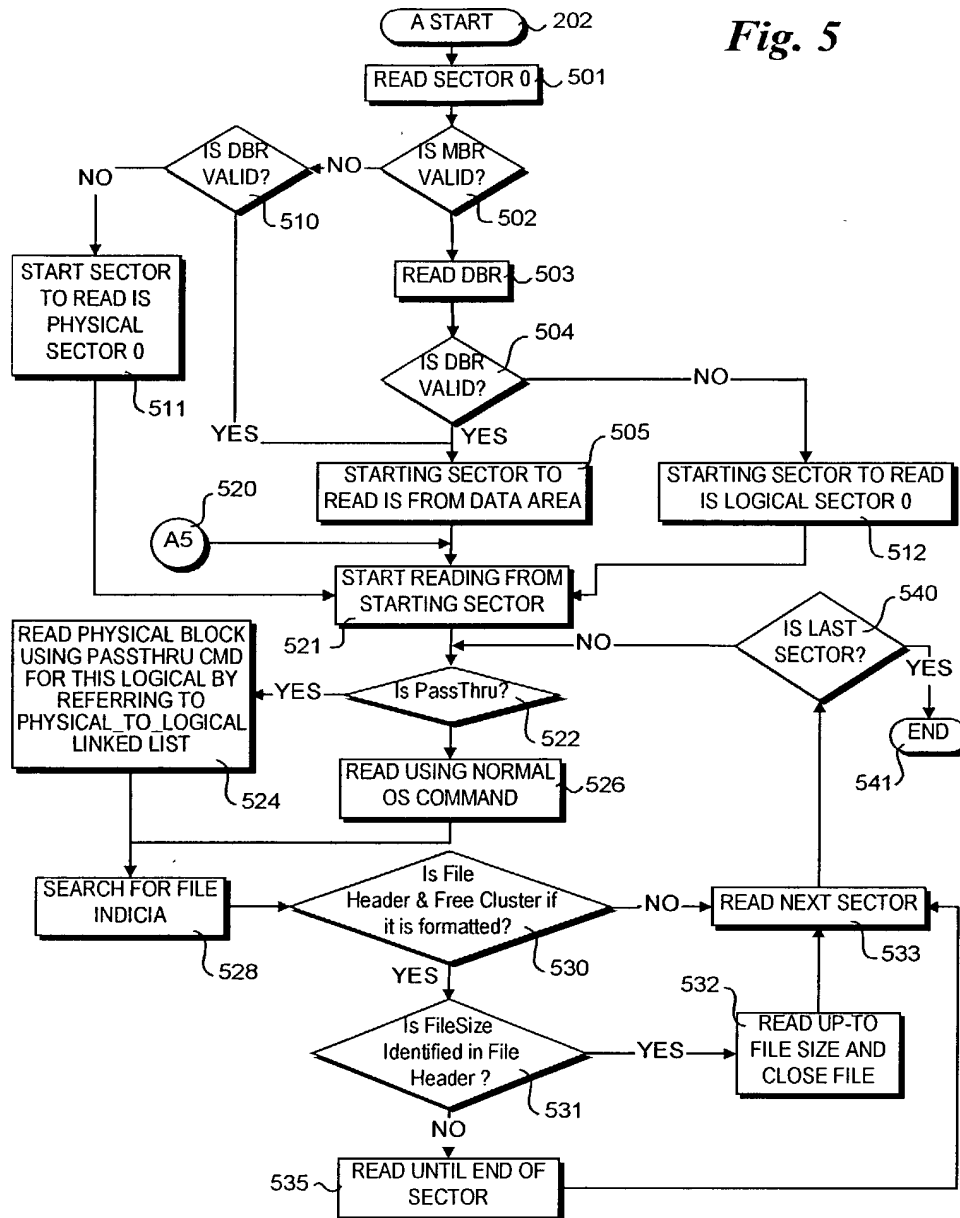 Fig. 5
A START
202
READ SECTOR 0
501
IS MBR
VALID?
502
NO
IS DBR
VALID?
510
NO
START SECTOR
TO READ IS
PHYSICAL
SECTOR 0
511
READ DBR
503
IS DBR
VALID?
504
NO
YES
YES
505
STARTING SECTOR TO
READ IS FROM DATA AREA
STARTING SECTOR TO READ
IS LOGICAL SECTOR 0
512
520
A5
START READING FROM
STARTING SECTOR
521
IS LAST
SECTOR?
540
NO
YES
END
541
READ PHYSICAL BLOCK
USING PASSTHRU CMD
FOR THIS LOGICAL BY
REFERRING TO
PHYSICAL_TO_LOGICAL
LINKED LIST
524
YES
Is PassThru?
522
READ USING NORMAL
OS COMMAND
526
SEARCH FOR FILE
INDICIA
528
Is File
Header & Free Cluster if
it is formatted?
530
NO
READ NEXT SECTOR
533
YES
Is FileSize
Identified in File
Header ?
531
YES
532
READ UP-TO
FILE SIZE AND
CLOSE FILE
NO
535
READ UNTIL END OF
SECTOR